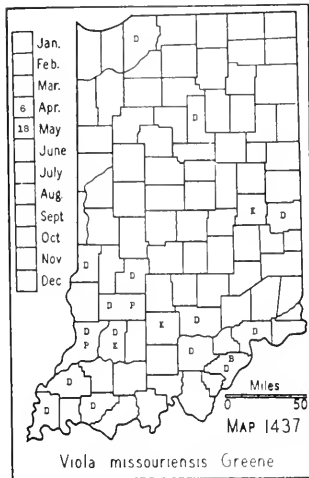 Jan.
Feb.
Mar.
6 Apr.
18 May
June
July
Aug.
Sept
Oct
Nov
Dec
D
D
K D
D
D
D P
D D K D D
P K D B
D
D
D D
Miles
0 50
MAP 1437
Viola missouriensis Greene